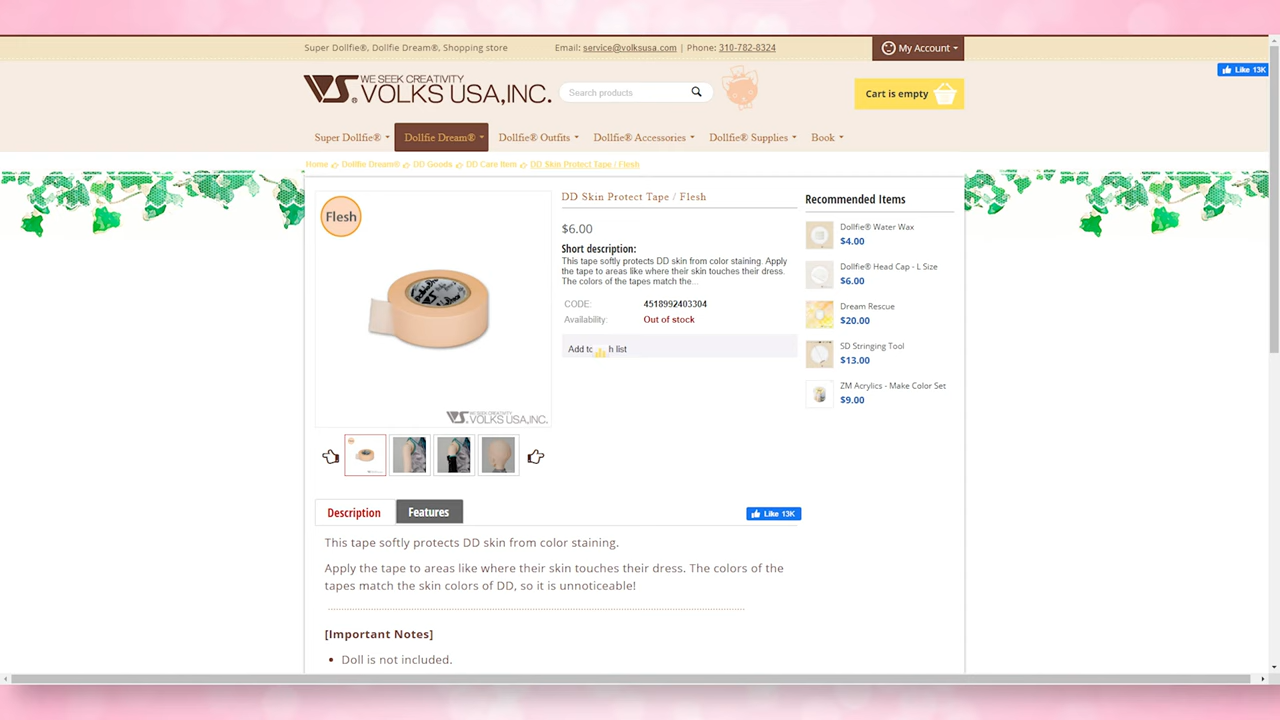 Super Dollfie®, Dollfie Dream®, Shopping store
Email: service@volksusa.com | Phone: 310-782-8324
My Account
Like 13K
WE SEEK CREATIVITY
VS® VOLKS USA,INC.
Search products
Cart is empty
Super Dollfie® Dollfie Dream® Dollfie® Outfits Dollfie® Accessories Dollfie® Supplies Book
Home Dollfie Dream® DD Goods DD Care Item DD Skin Protect Tape / Flesh
Flesh
WE SEEK CREATIVITY
VS® VOLKS USA,INC.
DD Skin Protect Tape / Flesh
$6.00
Short description:
This tape softly protects DD skin from color staining. Apply
the tape to areas like where their skin touches their dress.
The colors of the tapes match the...
CODE: 4518992403304
Availability: Out of stock
Add to h list
Recommended Items
Dollfie® Water Wax
$4.00
Dollfie® Head Cap - L Size
$6.00
Dream Rescue
$20.00
SD Stringing Tool
$13.00
ZM Acrylics - Make Color Set
$9.00
Description Features
Like 13K
This tape softly protects DD skin from color staining.
Apply the tape to areas like where their skin touches their dress. The colors of the
tapes match the skin colors of DD, so it is unnoticeable!
[Important Notes]
• Doll is not included.